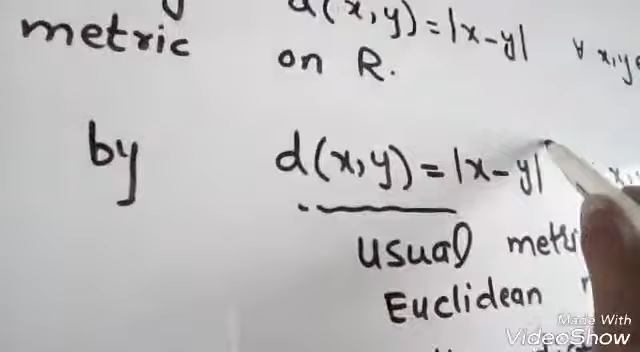 d(x,y)=|x-y| ∀ x,y
metric on R.
by d(x,y)=|x-y|
usual
Euclidean
Made With
VideoShow